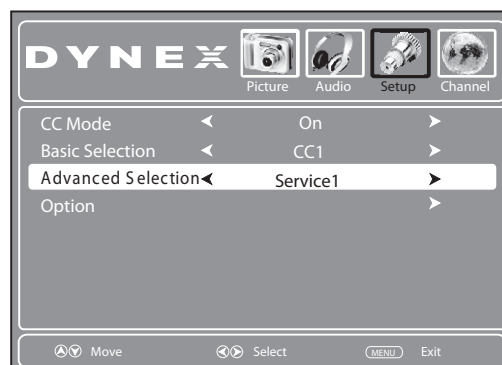 DYNEX
Picture Audio Setup Channel
CC Mode On
Basic Selection CC1
Advanced Selection Service1
Option
Move Select MENU Exit